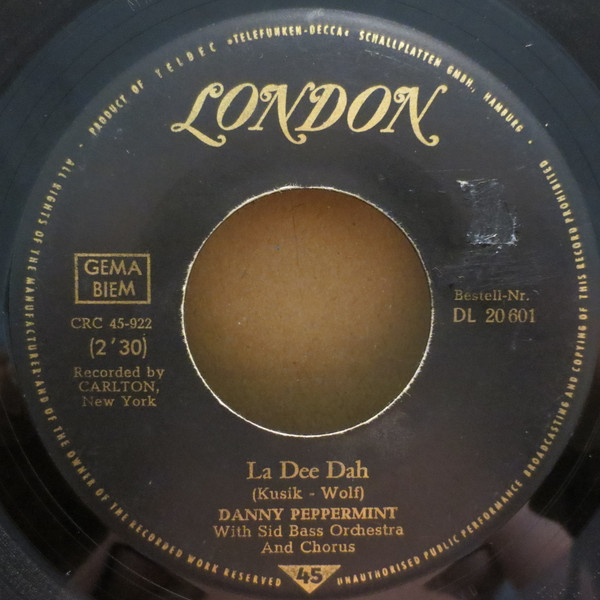 PRODUCT OF TELDEC »TELEFUNKEN-DECCA« SCHALLPLATTEN GMBH., HAMBURG
LONDON
GEMA
BIEM
CRC 45-922
(2'30)
Recorded by
CARLTON,
New York
Bestell-Nr.
DL 20601
La Dee Dah
(Kusik - Wolf)
DANNY PEPPERMINT
With Sid Bass Orchestra
And Chorus
45
ALL RIGHTS OF THE MANUFACTURER AND OF THE OWNER OF THE RECORDED WORK RESERVED
UNAUTHORISED PUBLIC PERFORMANCE BROADCASTING AND COPYING OF THIS RECORD PROHIBITED